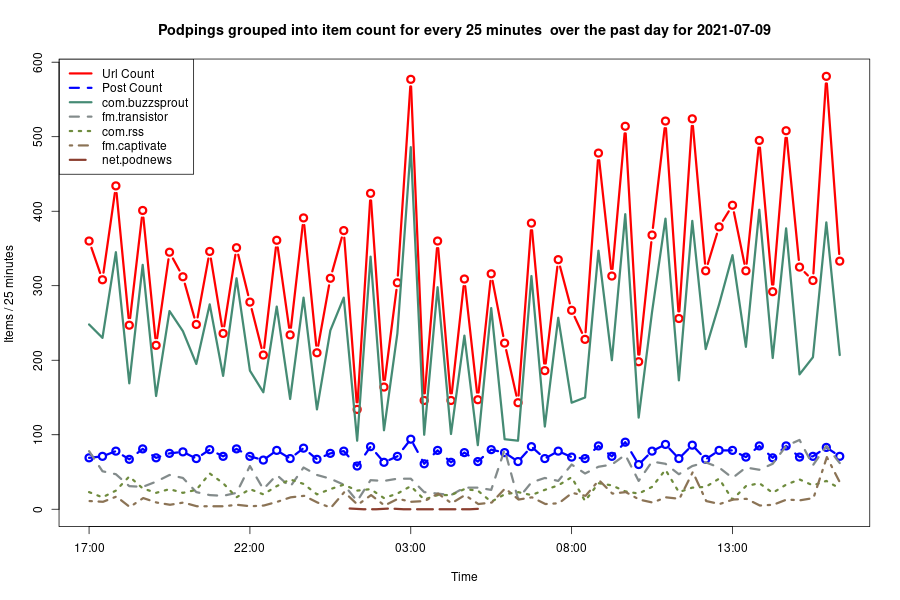 Podpings grouped into item count for every 25 minutes  over the past day for 2021-07-09
Url Count
Post Count
com.buzzsprout
fm.transistor
com.rss
fm.captivate
net.podnews
Items / 25 minutes
600
500
400
300
200
100
0
17:00
22:00
03:00
08:00
13:00
Time